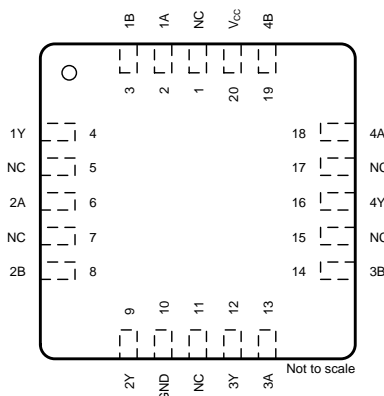 1B 1A NC VCC 4B
3 2 1 20 19
1Y 4 18 4A
NC 5 17 NC
2A 6 16 4Y
NC 7 15 NC
2B 8 14 3B
9 10 11 12 13
Not to scale
2Y GND NC 3Y 3A